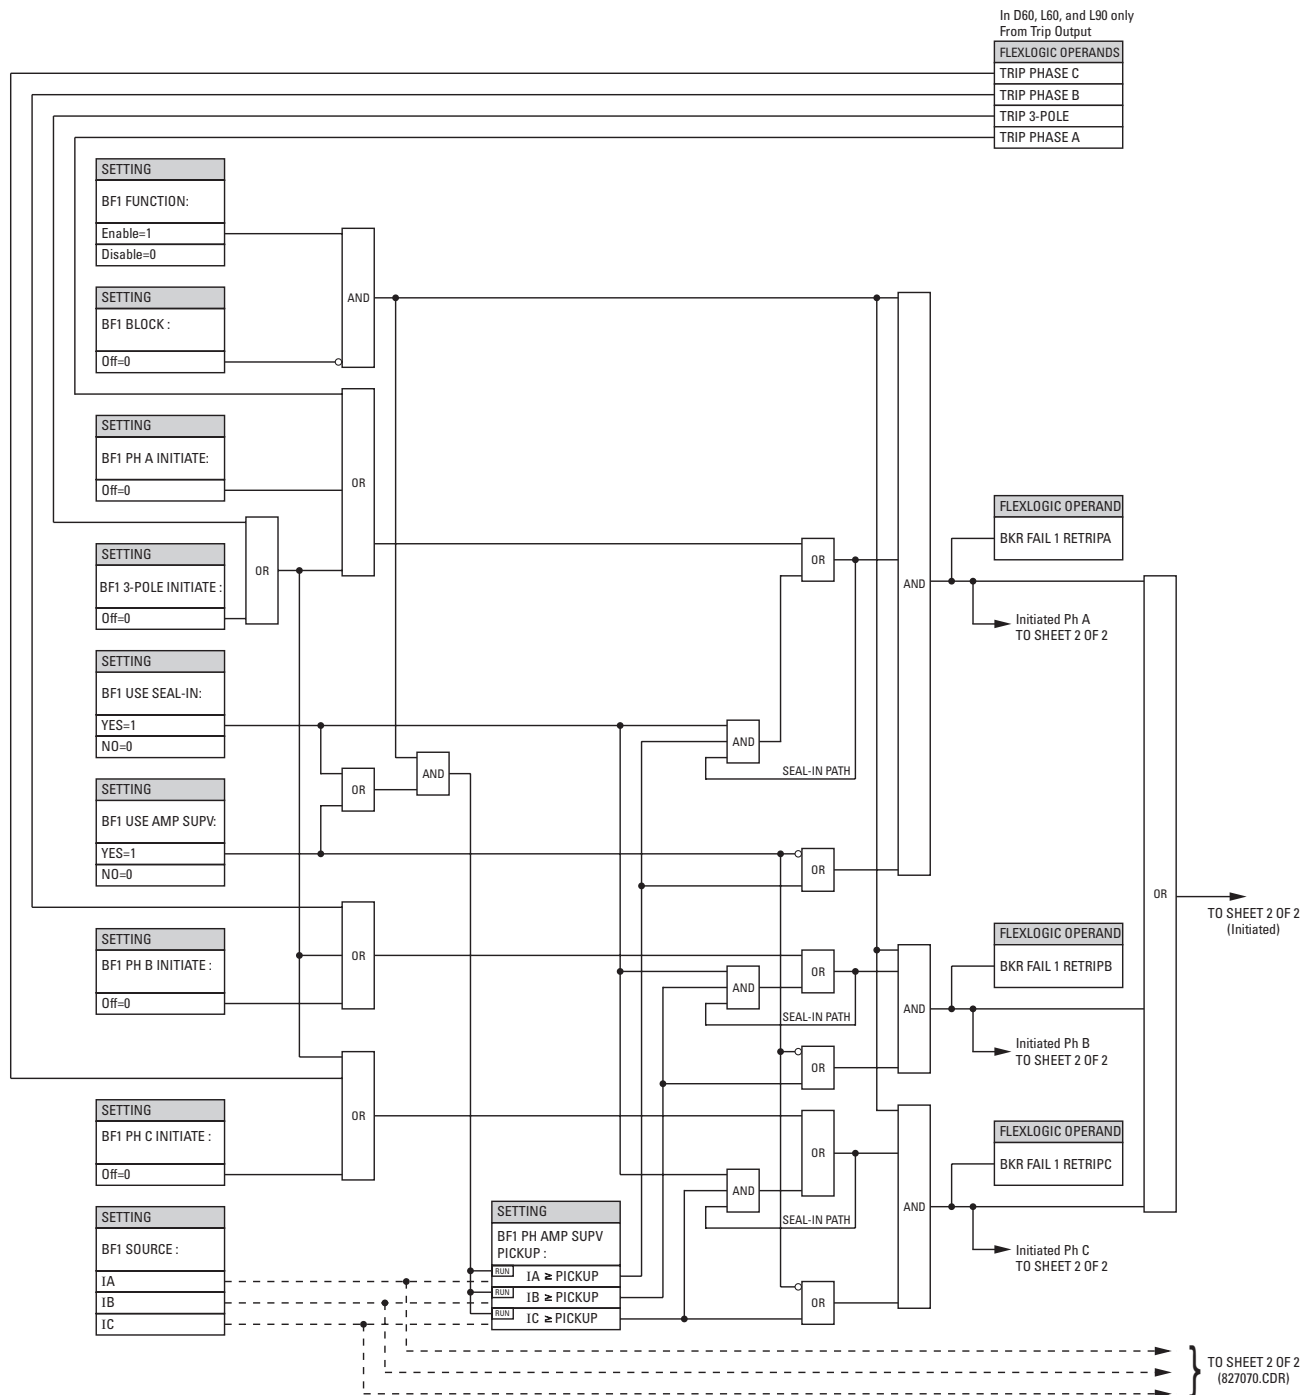 In D60, L60, and L90 only
From Trip Output
FLEXLOGIC OPERANDS
TRIP PHASE C
TRIP PHASE B
TRIP 3-POLE
TRIP PHASE A
SETTING
BF1 FUNCTION:
Enable=1
Disable=0
AND
SETTING
BF1 BLOCK :
Off=0
SETTING
BF1 PH A INITIATE:
Off=0
OR
SETTING
BF1 3-POLE INITIATE :
Off=0
OR
OR
AND
FLEXLOGIC OPERAND
BKR FAIL 1 RETRIPA
Initiated Ph A
TO SHEET 2 OF 2
SETTING
BF1 USE SEAL-IN:
YES=1
NO=0
AND
SEAL-IN PATH
OR
AND
SETTING
BF1 USE AMP SUPV:
YES=1
NO=0
OR
OR
TO SHEET 2 OF 2
(Initiated)
SETTING
BF1 PH B INITIATE :
Off=0
OR
OR
AND
SEAL-IN PATH
AND
OR
FLEXLOGIC OPERAND
BKR FAIL 1 RETRIPB
Initiated Ph B
TO SHEET 2 OF 2
SETTING
BF1 PH C INITIATE :
Off=0
OR
OR
AND
SEAL-IN PATH
AND
OR
FLEXLOGIC OPERAND
BKR FAIL 1 RETRIPC
Initiated Ph C
TO SHEET 2 OF 2
SETTING
BF1 SOURCE :
IA
IB
IC
SETTING
BF1 PH AMP SUPV
PICKUP :
RUN IA ≥ PICKUP
RUN IB ≥ PICKUP
RUN IC ≥ PICKUP
TO SHEET 2 OF 2
(827070.CDR)